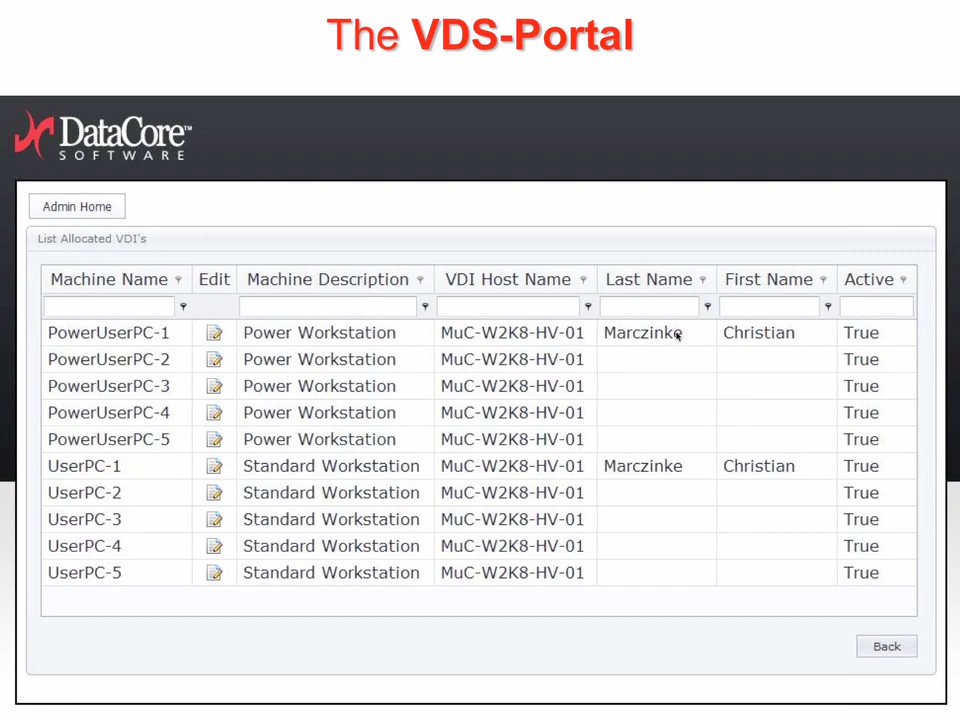 The VDS-Portal
DataCore™
SOFTWARE
Admin Home
List Allocated VDI's
Machine Name Edit Machine Description VDI Host Name Last Name First Name Active
PowerUserPC-1 Power Workstation MuC-W2K8-HV-01 Marczinke Christian True
PowerUserPC-2 Power Workstation MuC-W2K8-HV-01 True
PowerUserPC-3 Power Workstation MuC-W2K8-HV-01 True
PowerUserPC-4 Power Workstation MuC-W2K8-HV-01 True
PowerUserPC-5 Power Workstation MuC-W2K8-HV-01 True
UserPC-1 Standard Workstation MuC-W2K8-HV-01 Marczinke Christian True
UserPC-2 Standard Workstation MuC-W2K8-HV-01 True
UserPC-3 Standard Workstation MuC-W2K8-HV-01 True
UserPC-4 Standard Workstation MuC-W2K8-HV-01 True
UserPC-5 Standard Workstation MuC-W2K8-HV-01 True
Back